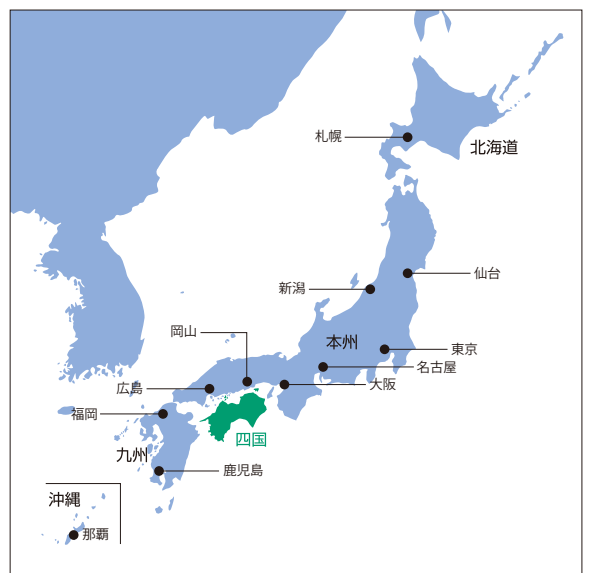 札幌
北海道
仙台
新潟
岡山
本州
東京
名古屋
広島
大阪
福岡
四国
九州
鹿児島
沖縄
那覇